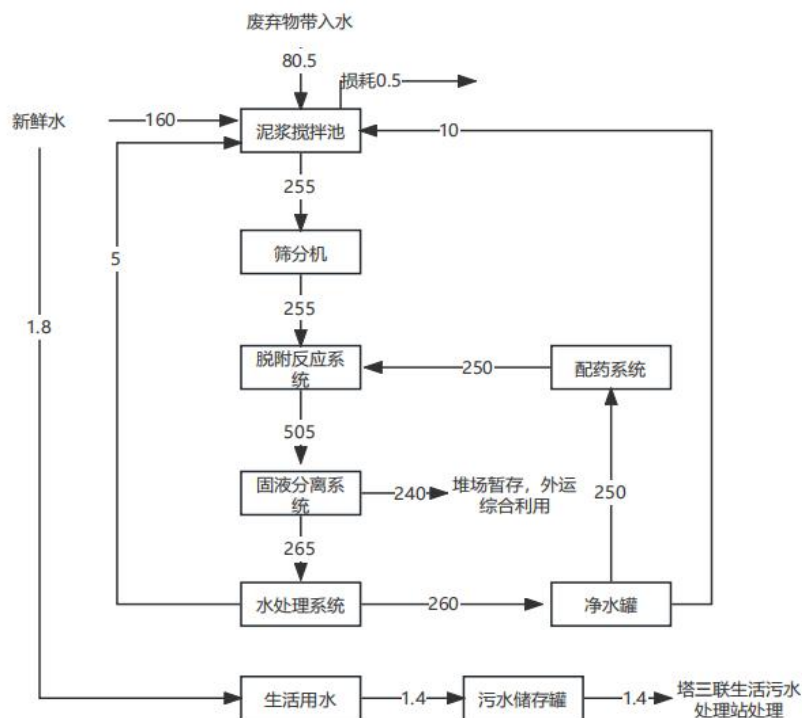 废弃物带入水
80.5
损耗0.5
新鲜水
160
泥浆搅拌池
10
255
5
筛分机
255
1.8
脱附反应系
统
250
配药系统
505
固液分离系
统
240
堆场暂存，外运
综合利用
250
265
水处理系统
260
净水罐
生活用水
1.4
污水储存罐
1.4
塔三联生活污水
处理站处理